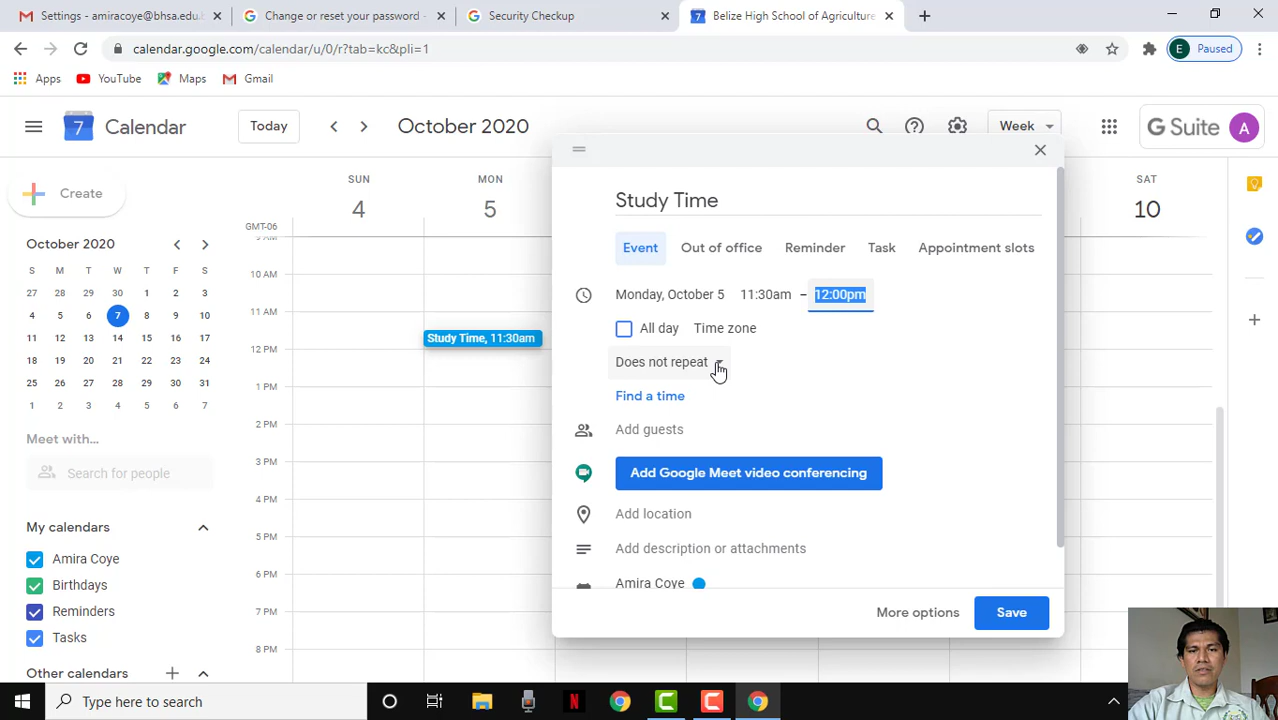 Settings - amiracoye@bhsa.edu.b
Change or reset your password -
Security Checkup
7 Belize High School of Agriculture
calendar.google.com/calendar/u/0/r?tab=kc&pli=1
E Paused
Apps YouTube Maps Gmail
7 Calendar Today October 2020 Week G Suite A
Create
GMT-06
SUN
4
MON
5
SAT
10
October 2020
S M T W T F S
27 28 29 30 1 2 3
4 5 6 7 8 9 10
11 12 13 14 15 16 17
18 19 20 21 22 23 24
25 26 27 28 29 30 31
1 2 3 4 5 6 7
Meet with...
Search for people
My calendars
Amira Coye
Birthdays
Reminders
Tasks
Other calendars
9 AM
10 AM
11 AM
12 PM
1 PM
2 PM
3 PM
4 PM
5 PM
6 PM
7 PM
8 PM
Study Time, 11:30am
Study Time
Event Out of office Reminder Task Appointment slots
Monday, October 5 11:30am – 12:00pm
All day Time zone
Does not repeat
Find a time
Add guests
Add Google Meet video conferencing
Add location
Add description or attachments
Amira Coye
More options Save
Type here to search